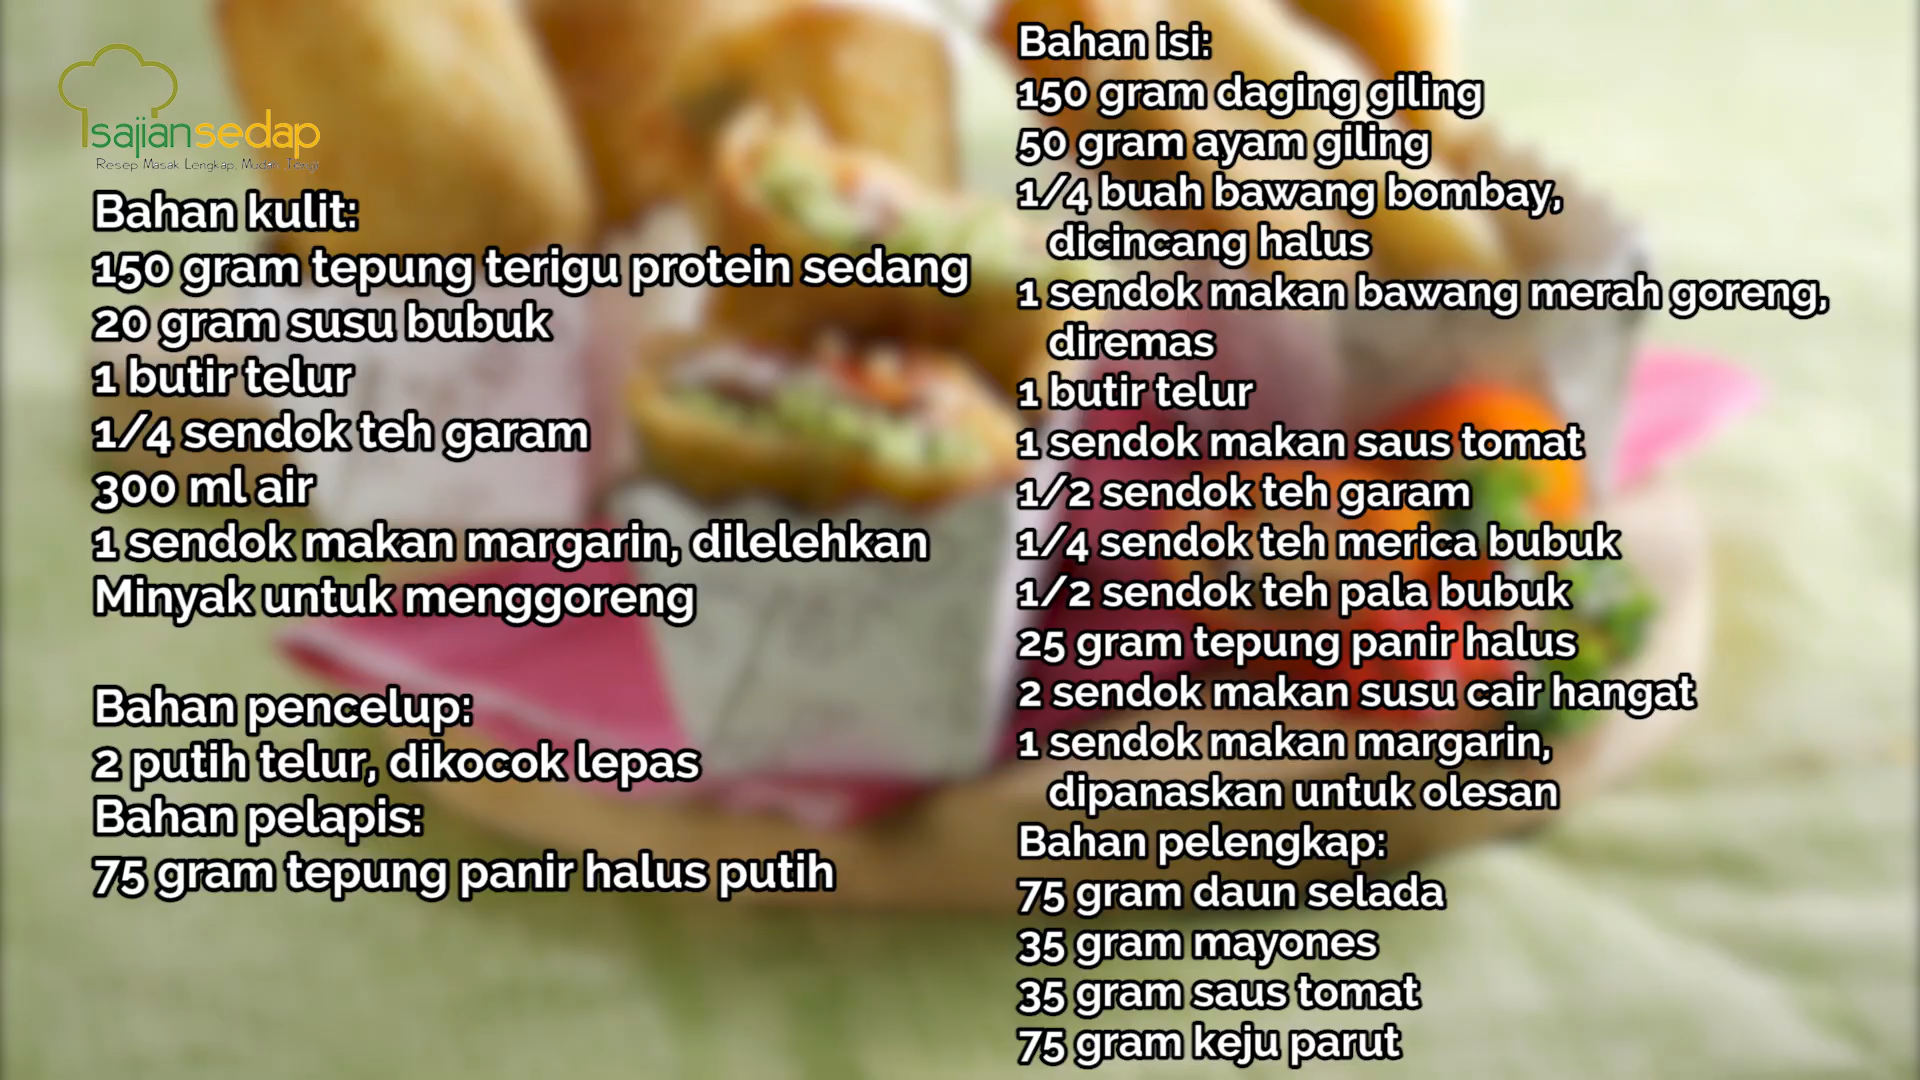 sajiansedap
Resep Masak Lengkap, Mudah, Teruji
Bahan kulit:
150 gram tepung terigu protein sedang
20 gram susu bubuk
1 butir telur
1/4 sendok teh garam
300 ml air
1 sendok makan margarin, dilelehkan
Minyak untuk menggoreng
Bahan pencelup:
2 putih telur, dikocok lepas
Bahan pelapis:
75 gram tepung panir halus putih
Bahan isi:
150 gram daging giling
50 gram ayam giling
1/4 buah bawang bombay,
dicincang halus
1 sendok makan bawang merah goreng,
diremas
1 butir telur
1 sendok makan saus tomat
1/2 sendok teh garam
1/4 sendok teh merica bubuk
1/2 sendok teh pala bubuk
25 gram tepung panir halus
2 sendok makan susu cair hangat
1 sendok makan margarin,
dipanaskan untuk olesan
Bahan pelengkap:
75 gram daun selada
35 gram mayones
35 gram saus tomat
75 gram keju parut